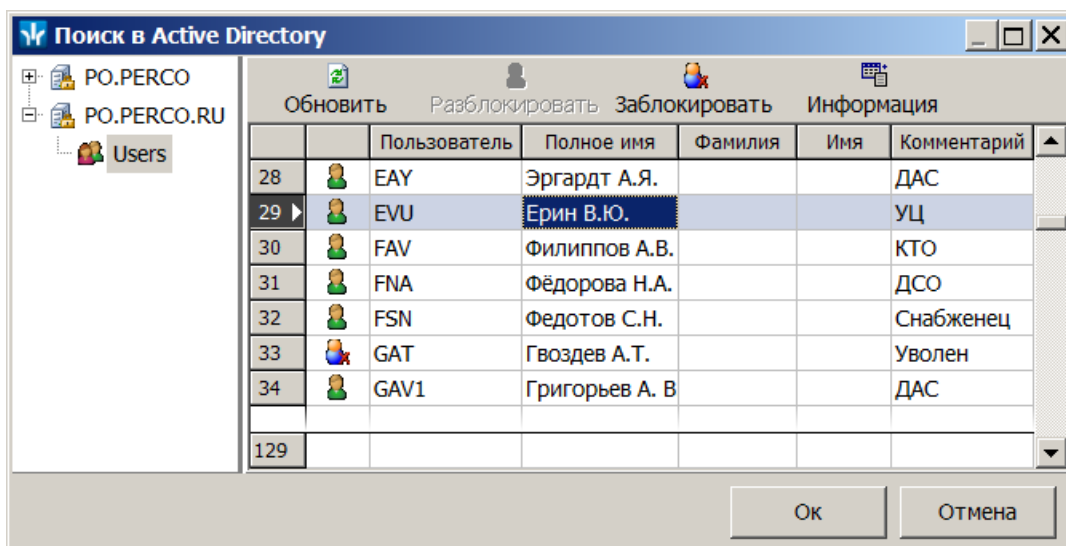 Поиск в Active Directory
PO.PERCO
PO.PERCO.RU
Users
Обновить Разблокировать Заблокировать Информация
Пользователь Полное имя Фамилия Имя Комментарий
28 EAY Эргардт А.Я. ДАС
29 EVU Ерин В.Ю. УЦ
30 FAV Филиппов А.В. КТО
31 FNA Фёдорова Н.А. ДСО
32 FSN Федотов С.Н. Снабженец
33 GAT Гвоздев А.Т. Уволен
34 GAV1 Григорьев А. В ДАС
129
Ок Отмена